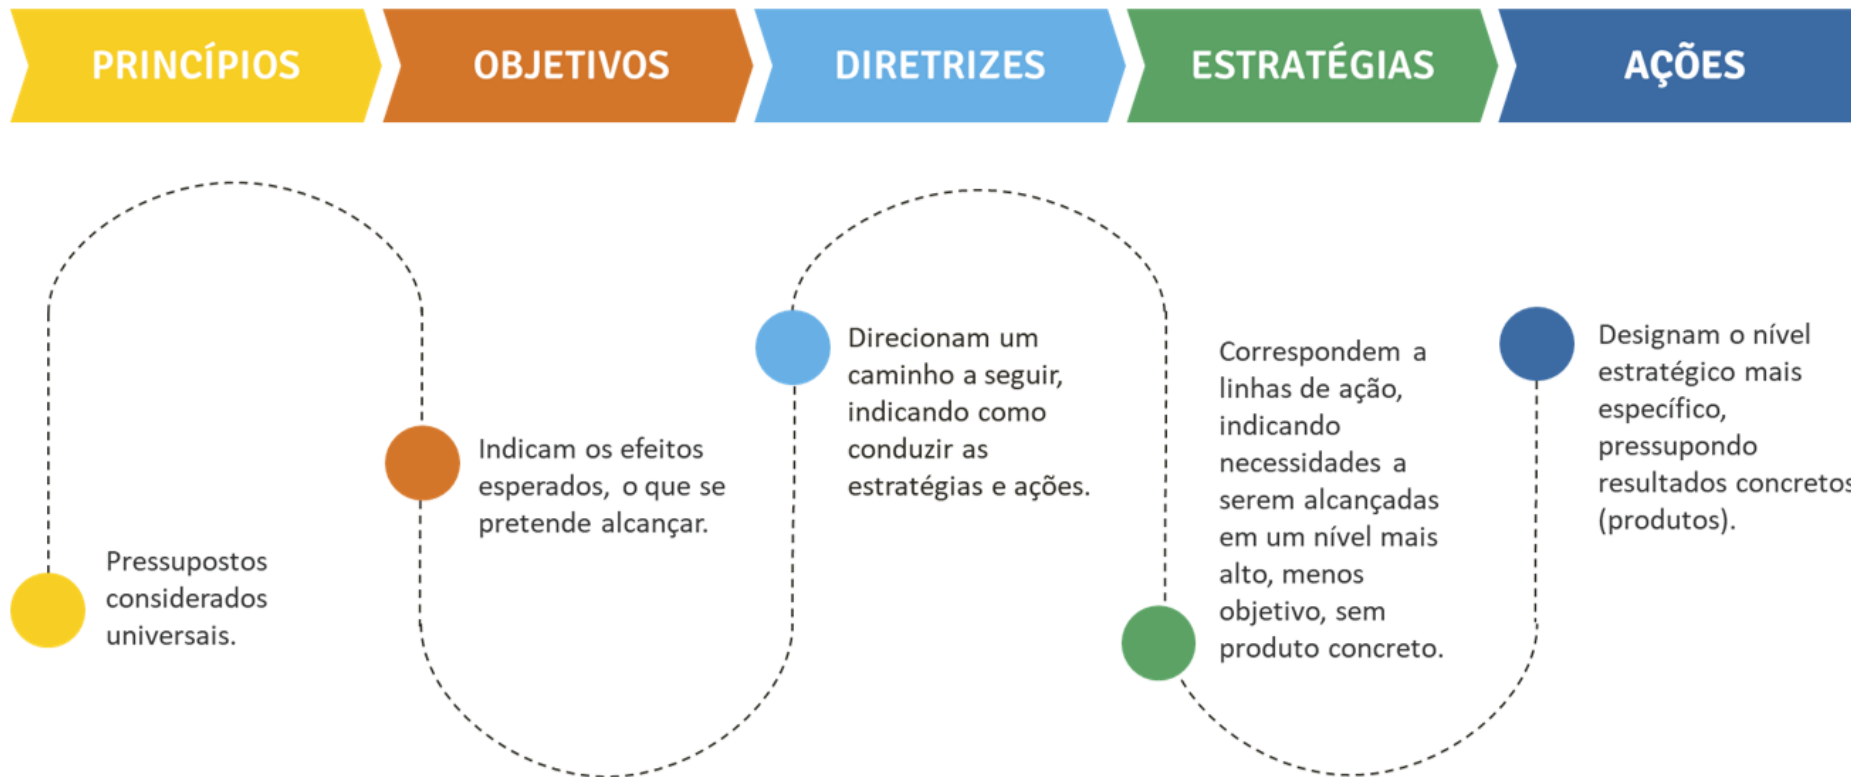 PRINCÍPIOS
OBJETIVOS
DIRETRIZES
ESTRATÉGIAS
AÇÕES
Pressupostos
considerados
universais.
Indicam os efeitos
esperados, o que se
pretende alcançar.
Direcionam um
caminho a seguir,
indicando como
conduzir as
estratégias e ações.
Correspondem a
linhas de ação,
indicando
necessidades a
serem alcançadas
em um nível mais
alto, menos
objetivo, sem
produto concreto.
Designam o nível
estratégico mais
específico,
pressupondo
resultados concretos
(produtos).